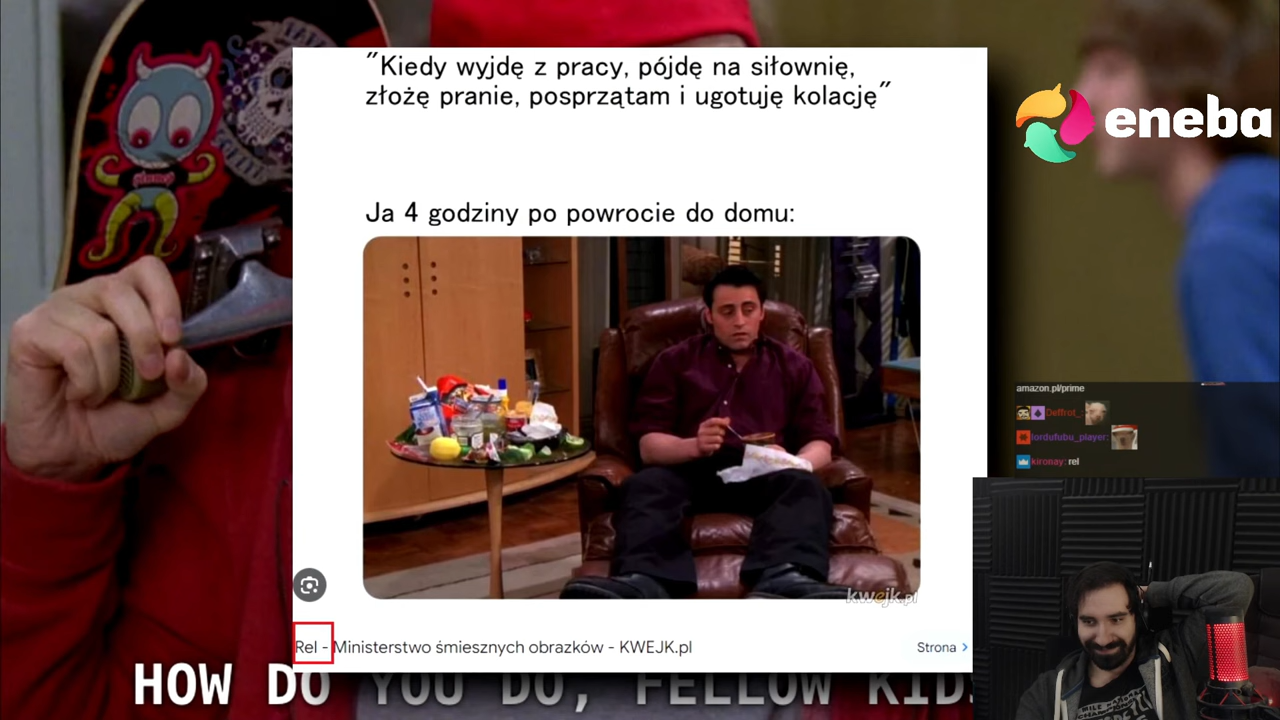 "Kiedy wyjdę z pracy, pójdę na siłownię,
złożę pranie, posprzątam i ugotuję kolację"
eneba
Ja 4 godziny po powrocie do domu:
amazon.pl/prime
Deffrot_:
lordufubu_player:
kironay: rel
kwejk.pl
Rel - Ministerstwo śmiesznych obrazków - KWEJK.pl
Strona
HOW DO YOU DO, FELLOW KIDS